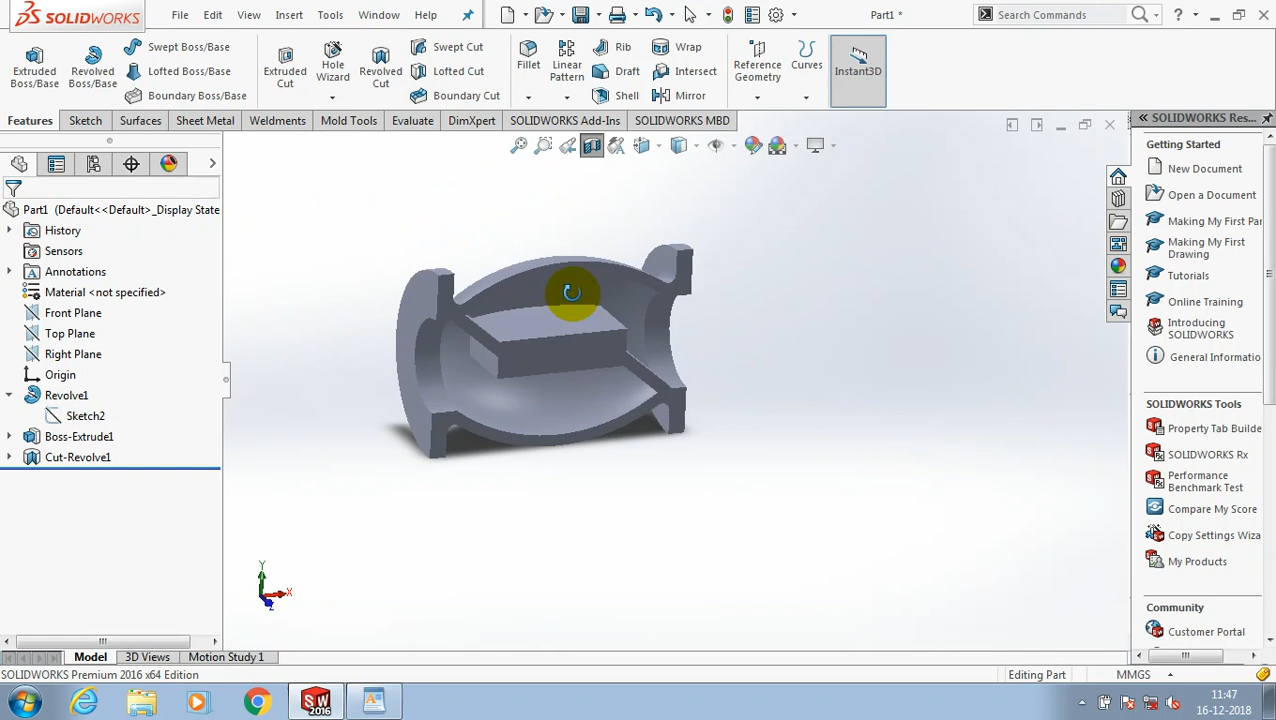 SOLIDWORKS File Edit View Insert Tools Window Help Part1 * Search Commands
Extruded Boss/Base
Revolved Boss/Base
Swept Boss/Base
Lofted Boss/Base
Boundary Boss/Base
Extruded Cut
Hole Wizard
Revolved Cut
Swept Cut
Lofted Cut
Boundary Cut
Fillet
Linear Pattern
Rib
Draft
Shell
Wrap
Intersect
Mirror
Reference Geometry
Curves
Instant3D
Features Sketch Surfaces Sheet Metal Weldments Mold Tools Evaluate DimXpert SOLIDWORKS Add-Ins SOLIDWORKS MBD
Part1 (Default<<Default>_Display State
History
Sensors
Annotations
Material <not specified>
Front Plane
Top Plane
Right Plane
Origin
Revolve1
Sketch2
Boss-Extrude1
Cut-Revolve1
Y
X
Z
SOLIDWORKS Res...
Getting Started
New Document
Open a Document
Making My First Par
Making My First
Drawing
Tutorials
Online Training
Introducing
SOLIDWORKS
General Informatio
SOLIDWORKS Tools
Property Tab Builde
SOLIDWORKS Rx
Performance
Benchmark Test
Compare My Score
Copy Settings Wiza
My Products
Community
Customer Portal
Model 3D Views Motion Study 1
SOLIDWORKS Premium 2016 x64 Edition Editing Part MMGS
SW
2016
11:47
16-12-2018